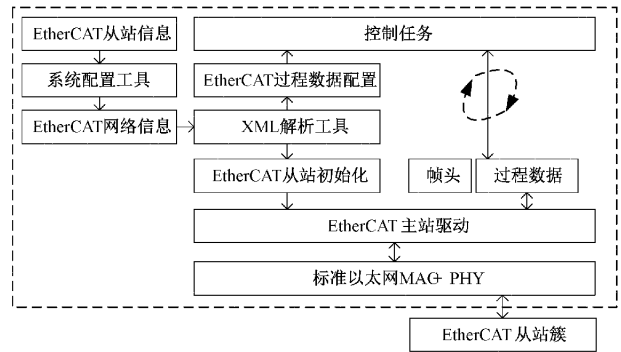 EtherCAT从站信息
控制任务
系统配置工具
EtherCAT过程数据配置
EtherCAT网络信息
XML解析工具
EtherCAT从站初始化
帧头
过程数据
EtherCAT 主站驱动
标准以太网MAC+ PHY
EtherCAT 从站簇